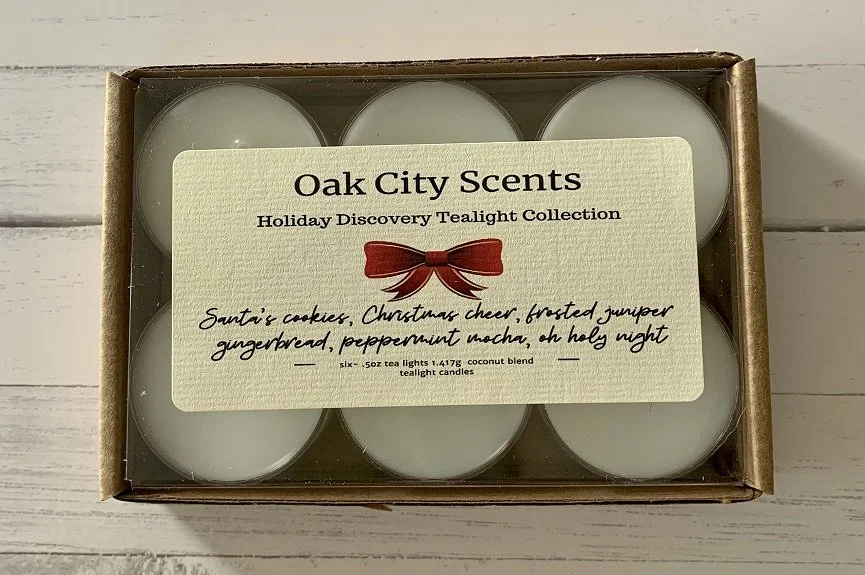 Oak City Scents
Holiday Discovery Tealight Collection
Santa's cookies, Christmas cheer, frosted juniper
gingerbread, peppermint mocha, oh holy night
six- .5oz tea lights 1.417g coconut blend
tealight candles